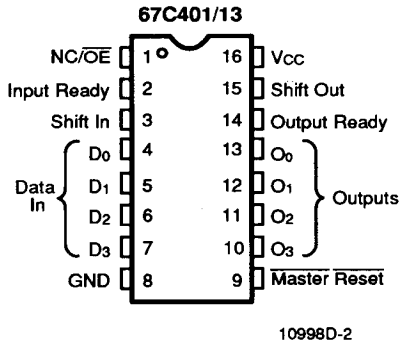 67C401/13
NC/OE 1 16 VCC
Input Ready 2 15 Shift Out
Shift In 3 14 Output Ready
D0 4 13 O0
D1 5 12 O1
Data In
Outputs
D2 6 11 O2
D3 7 10 O3
GND 8 9 Master Reset
10998D-2